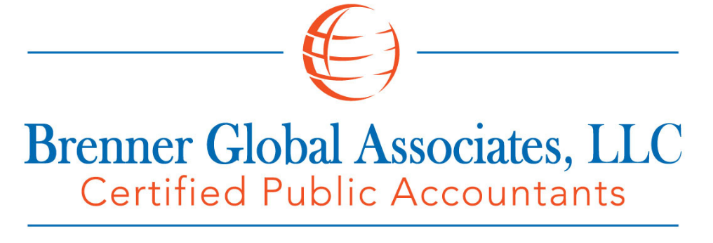 Brenner Global Associates, LLC
Certified Public Accountants